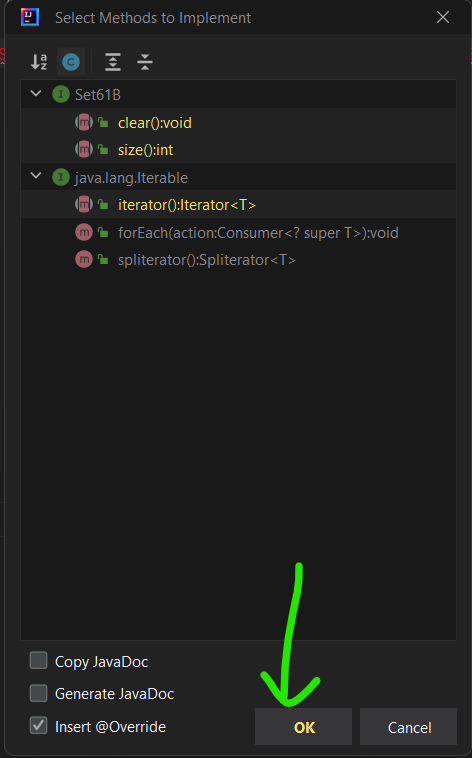 Select Methods to Implement
Set61B
clear():void
size():int
java.lang.Iterable
iterator():Iterator<T>
forEach(action:Consumer<? super T>):void
spliterator():Spliterator<T>
Copy JavaDoc
Generate JavaDoc
Insert @Override
OK
Cancel